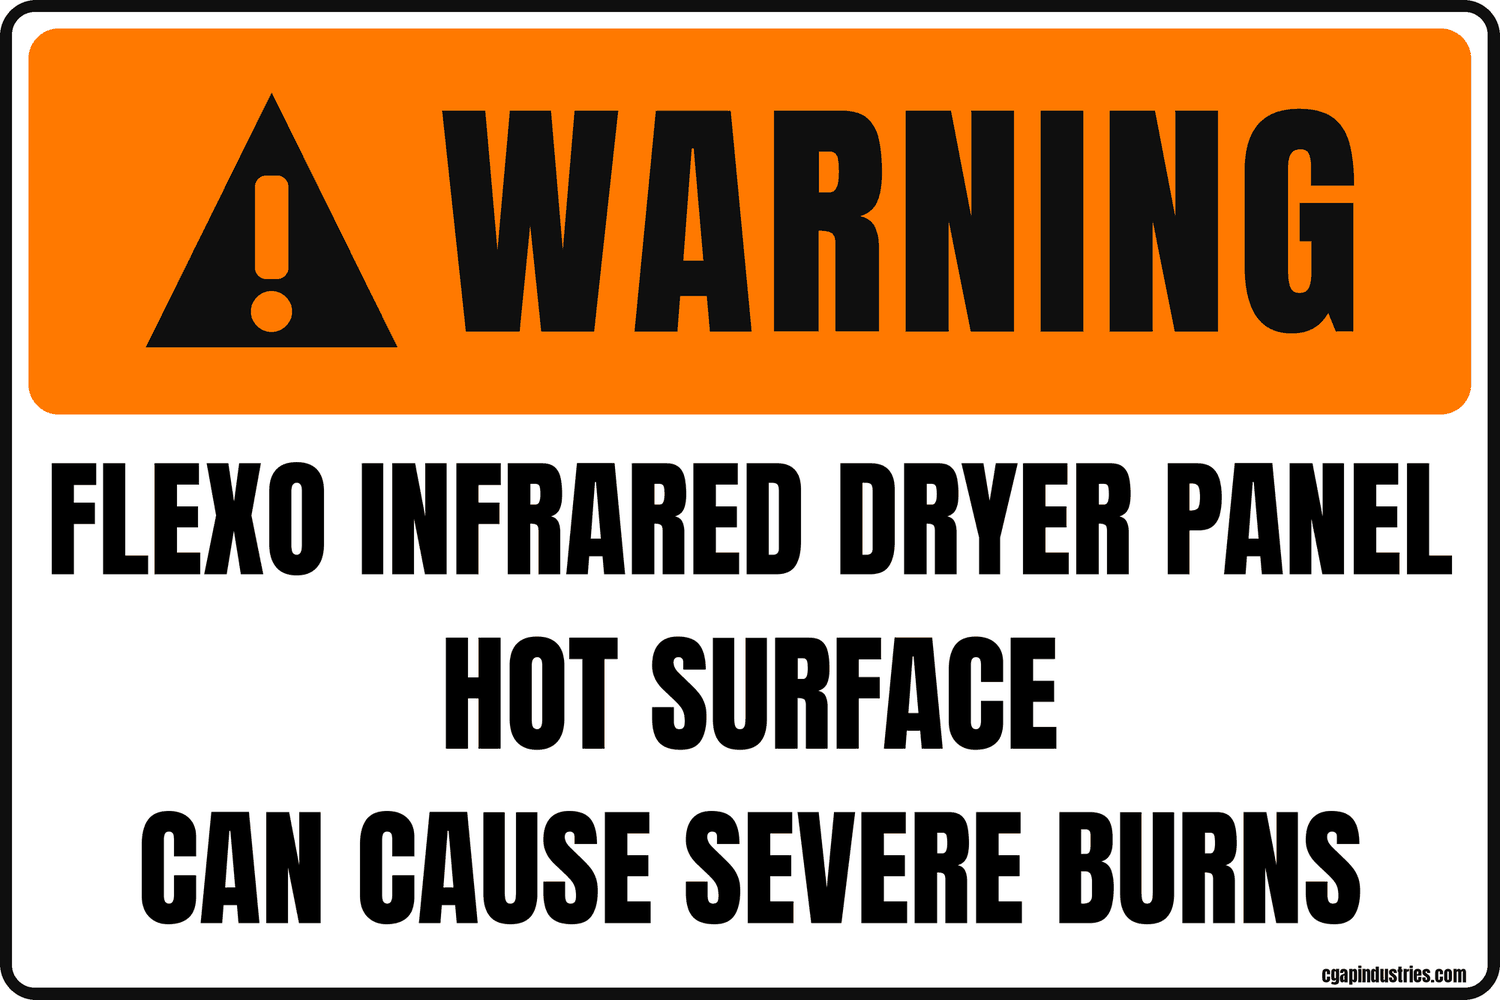 WARNING
FLEXO INFRARED DRYER PANEL
HOT SURFACE
CAN CAUSE SEVERE BURNS
cgapindustries.com